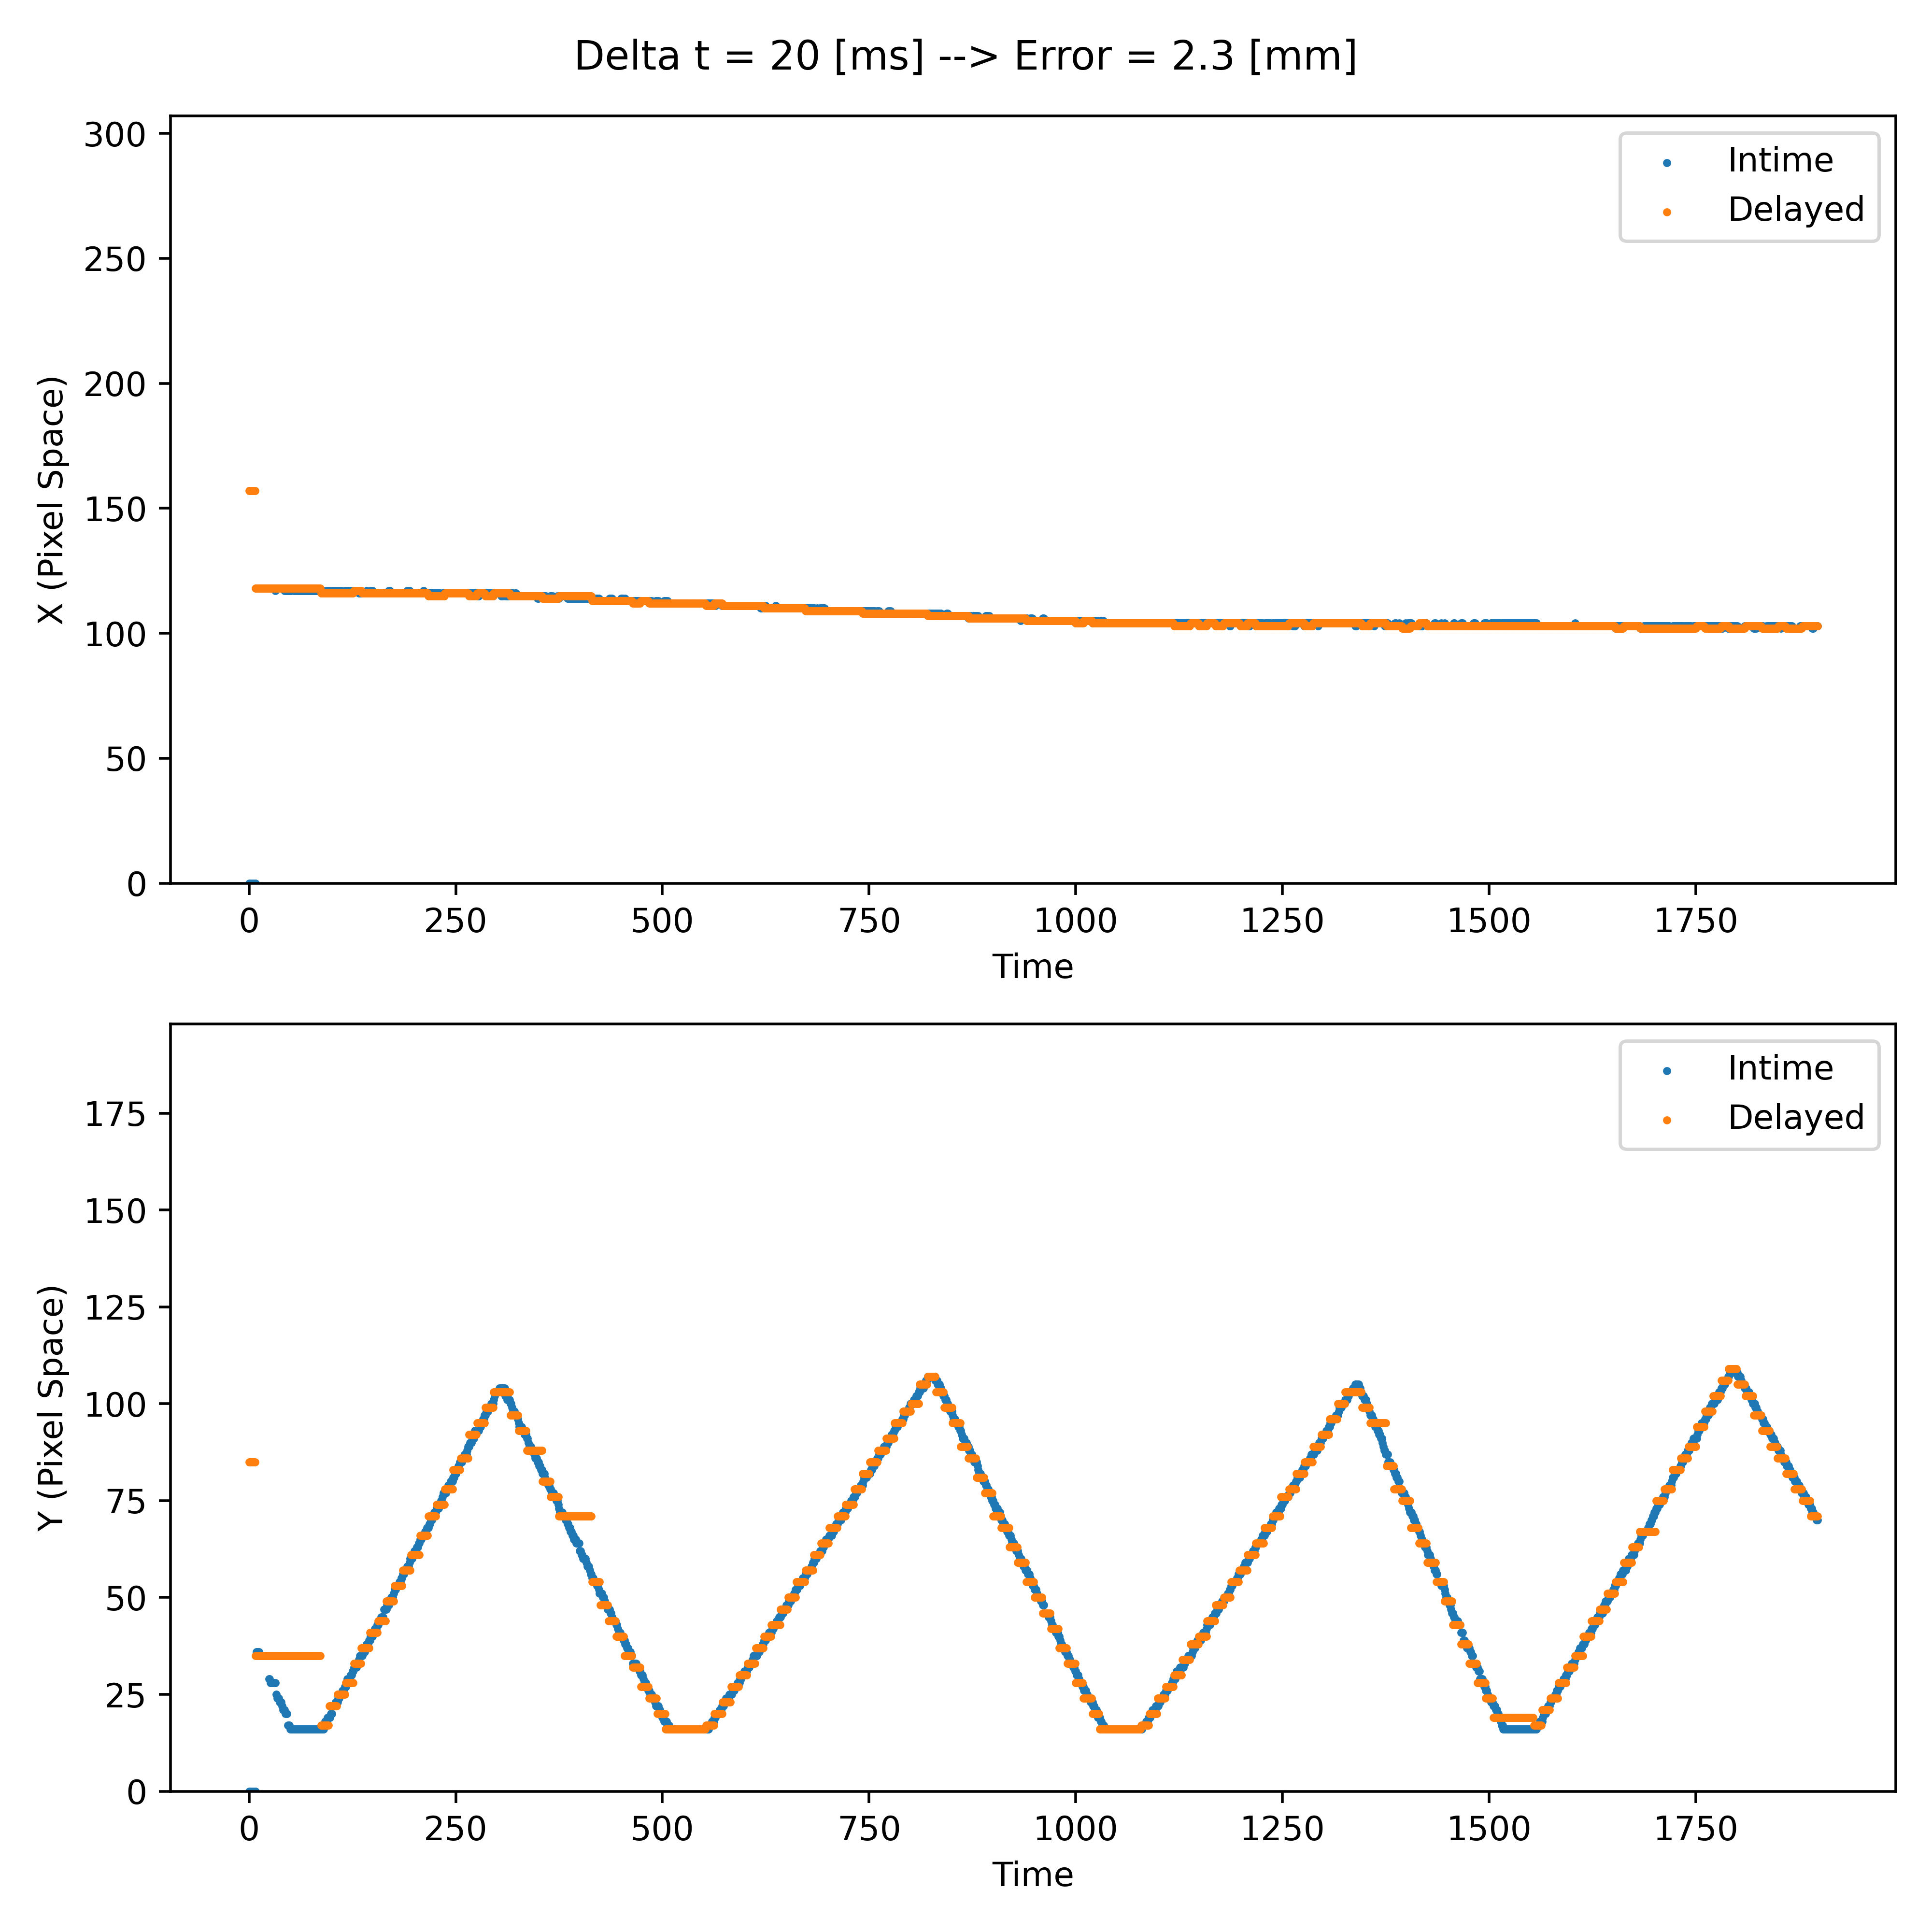 Delta t = 20 [ms] --> Error = 2.3 [mm]
300
250
200
150
100
50
0
X (Pixel Space)
Intime
Delayed
0 250 500 750 1000 1250 1500 1750
Time
175
150
125
100
75
50
25
0
Y (Pixel Space)
Intime
Delayed
0 250 500 750 1000 1250 1500 1750
Time